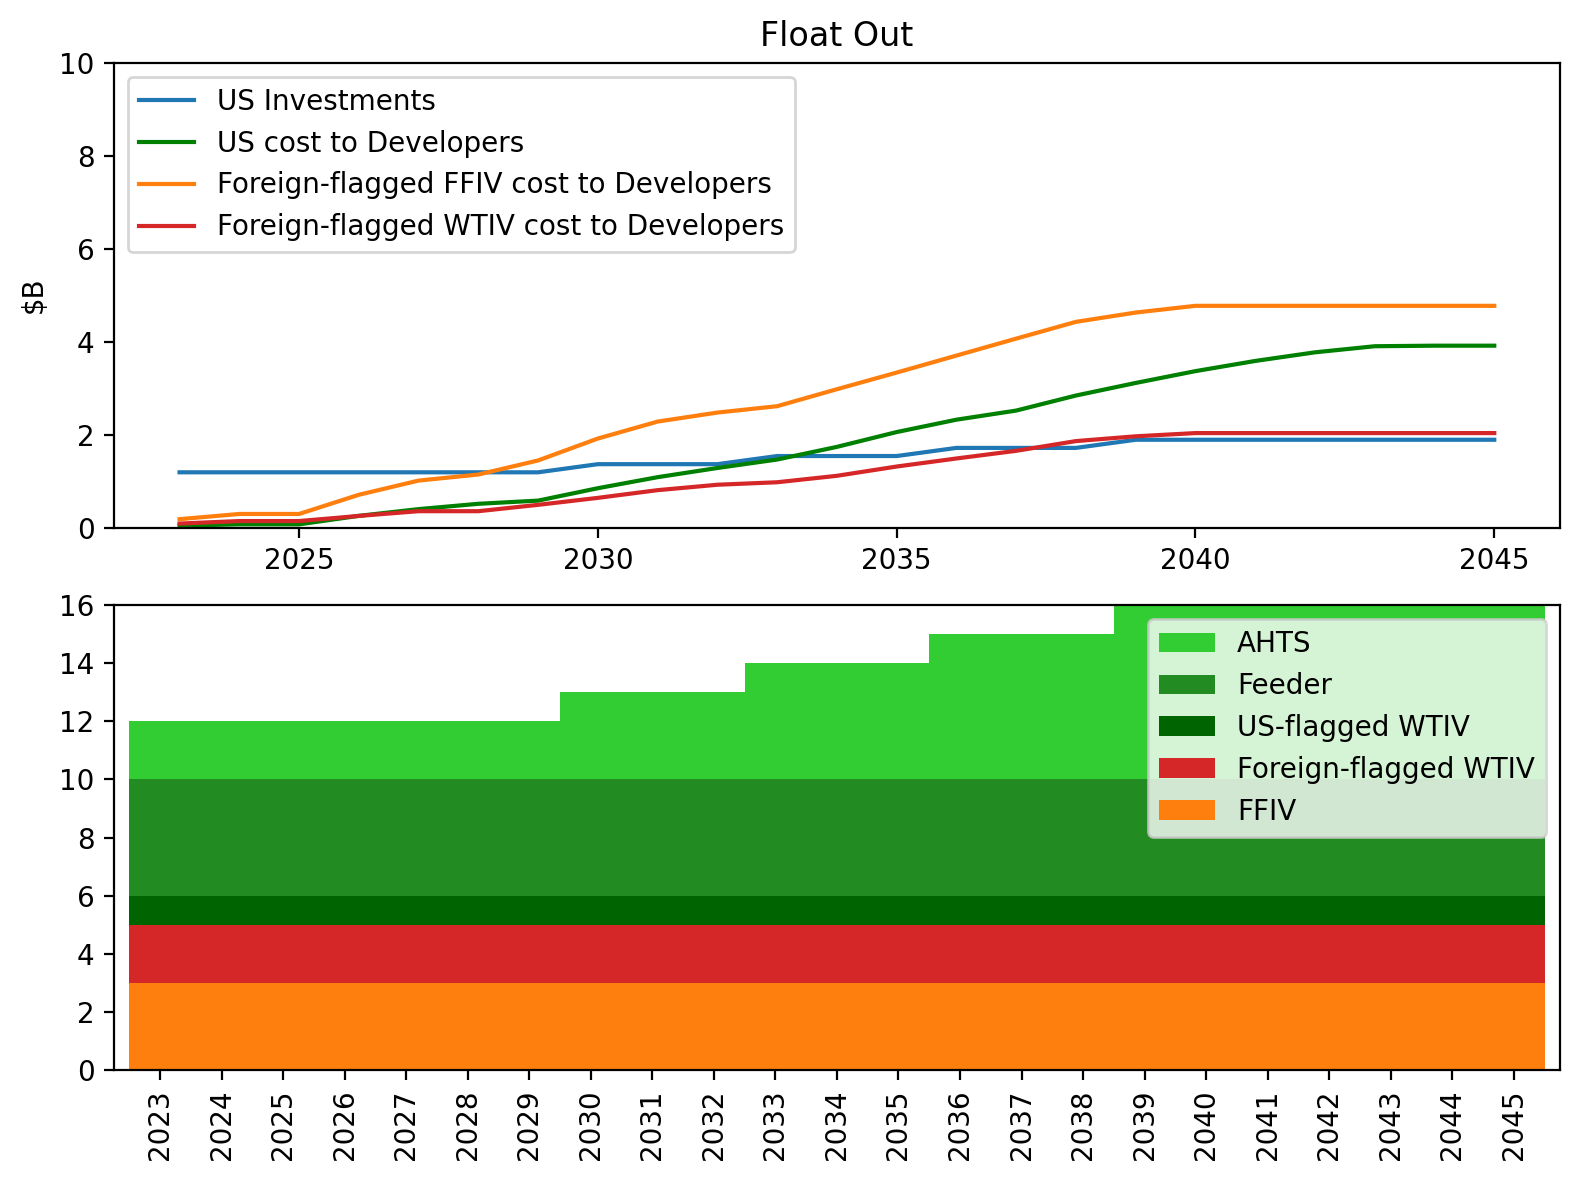 Float Out
10
8
6
4
2
0
$B
US Investments
US cost to Developers
Foreign-flagged FFIV cost to Developers
Foreign-flagged WTIV cost to Developers
2025 2030 2035 2040 2045
16
14
12
10
8
6
4
2
0
AHTS
Feeder
US-flagged WTIV
Foreign-flagged WTIV
FFIV
2023 2024 2025 2026 2027 2028 2029 2030 2031 2032 2033 2034 2035 2036 2037 2038 2039 2040 2041 2042 2043 2044 2045